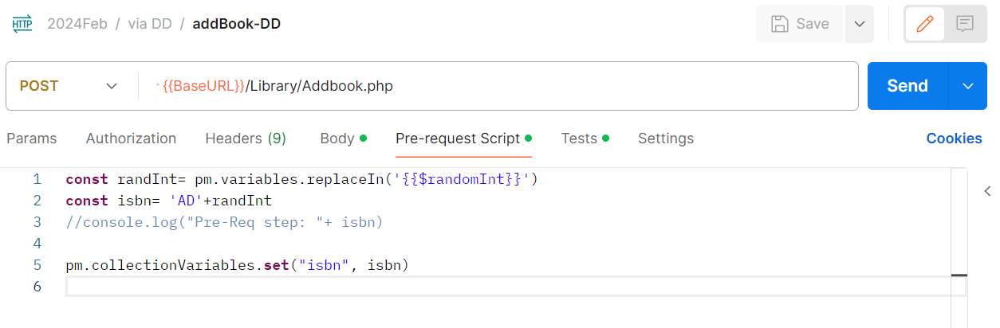 HTTP 2024Feb / via DD / addBook-DD Save
POST {{BaseURL}}/Library/Addbook.php Send
Params Authorization Headers (9) Body Pre-request Script Tests Settings Cookies
1 const randInt= pm.variables.replaceIn('{{$randomInt}}')
2 const isbn= 'AD'+randInt
3 //console.log("Pre-Req step: "+ isbn)
4
5 pm.collectionVariables.set("isbn", isbn)
6